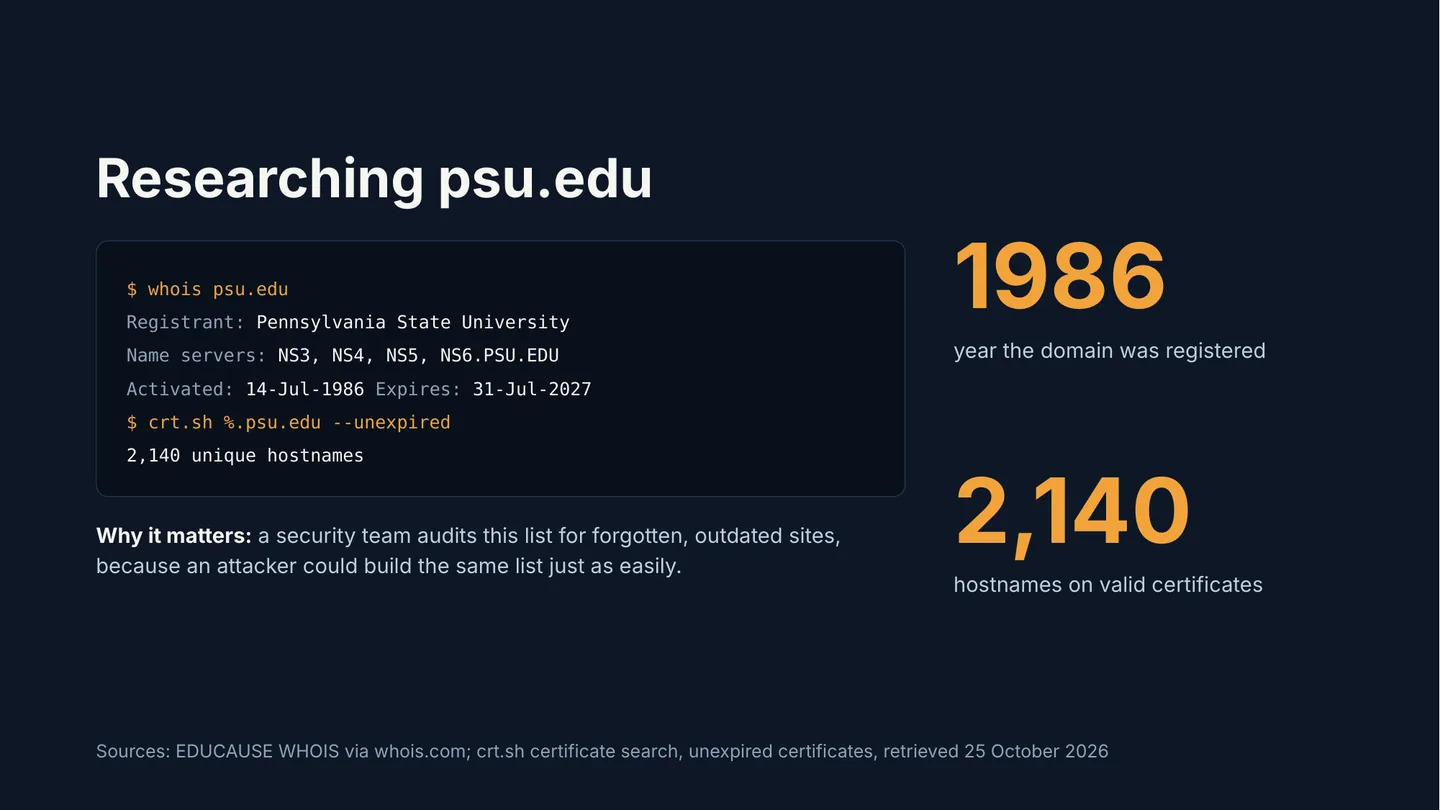 Researching psu.edu
$ whois psu.edu
Registrant: Pennsylvania State University
Name servers: NS3, NS4, NS5, NS6.PSU.EDU
Activated: 14-Jul-1986 Expires: 31-Jul-2027
$ crt.sh %.psu.edu --unexpired
2,140 unique hostnames
Why it matters: a security team audits this list for forgotten, outdated sites,
because an attacker could build the same list just as easily.
1986
year the domain was registered
2,140
hostnames on valid certificates
Sources: EDUCAUSE WHOIS via whois.com; crt.sh certificate search, unexpired certificates, retrieved 25 October 2026